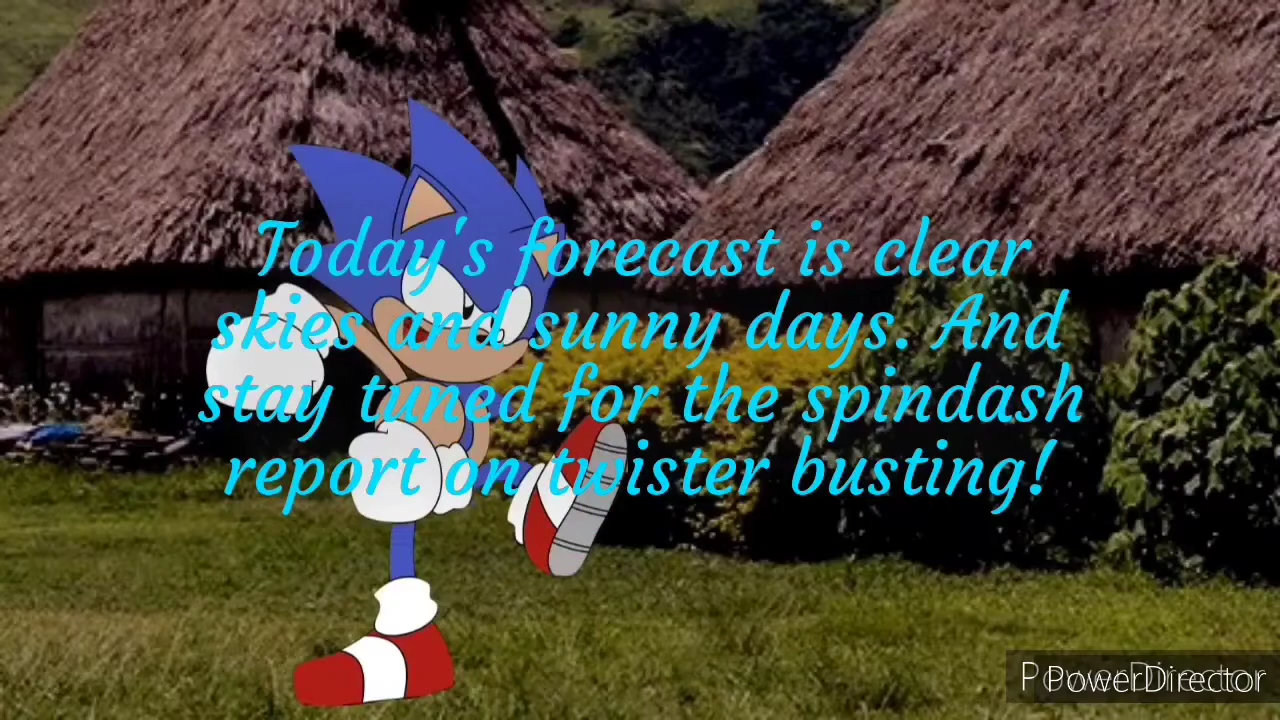 Today's forecast is clear
skies and sunny days. And
stay tuned for the spindash
report on twister busting!
PowerDirector